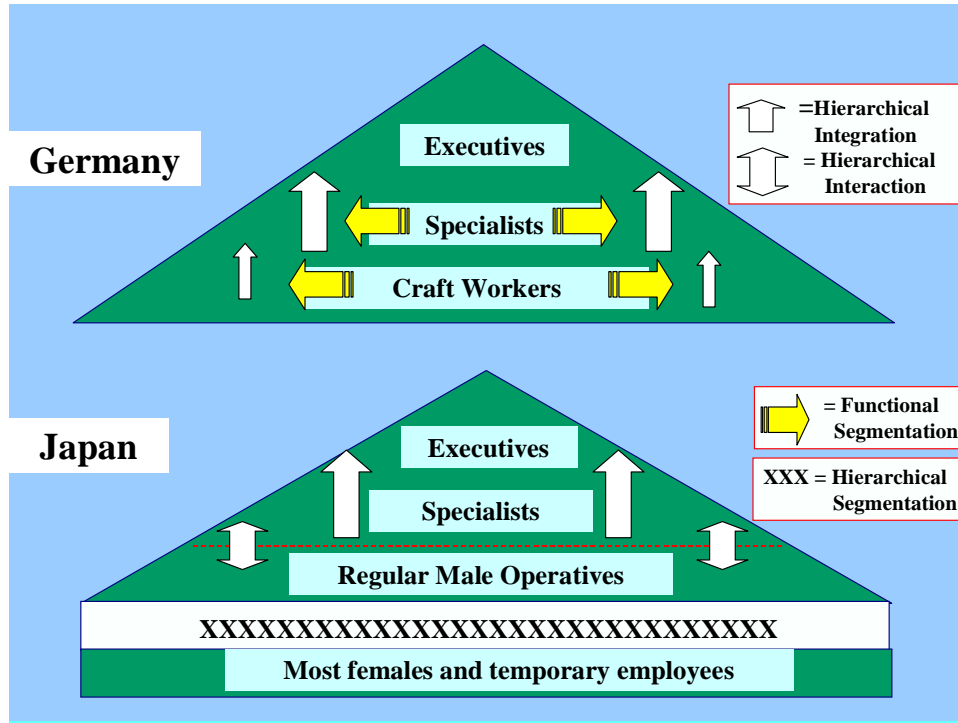 Germany
Executives
Specialists
Craft Workers
=Hierarchical
Integration
= Hierarchical
Interaction
Japan
Executives
Specialists
Regular Male Operatives
XXXXXXXXXXXXXXXXXXXXXXXXXXXXXX
Most females and temporary employees
= Functional
Segmentation
XXX = Hierarchical
Segmentation